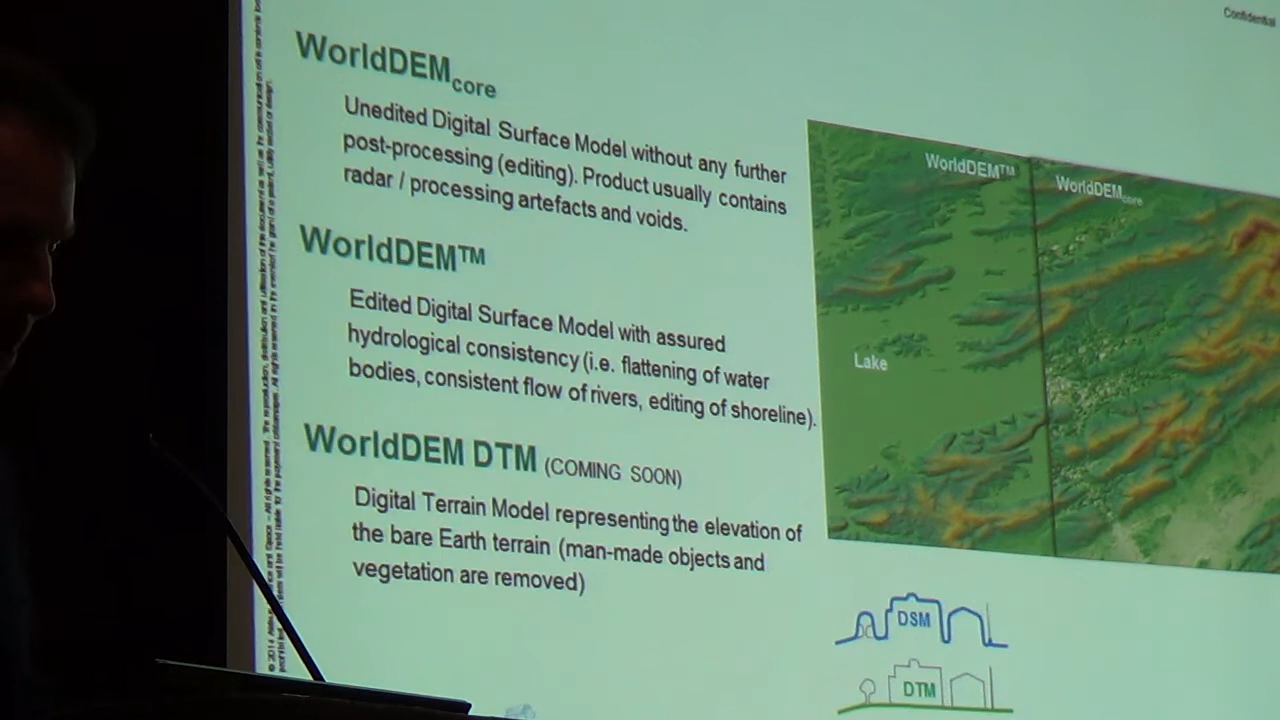 Confidential
WorldDEMcore
Unedited Digital Surface Model without any further
post-processing (editing). Product usually contains
radar / processing artefacts and voids.
WorldDEM™
Edited Digital Surface Model with assured
hydrological consistency (i.e. flattening of water
bodies, consistent flow of rivers, editing of shoreline).
WorldDEM DTM (COMING SOON)
Digital Terrain Model representing the elevation of
the bare Earth terrain (man-made objects and
vegetation are removed)
WorldDEM™
WorldDEMcore
Lake
DSM
DTM